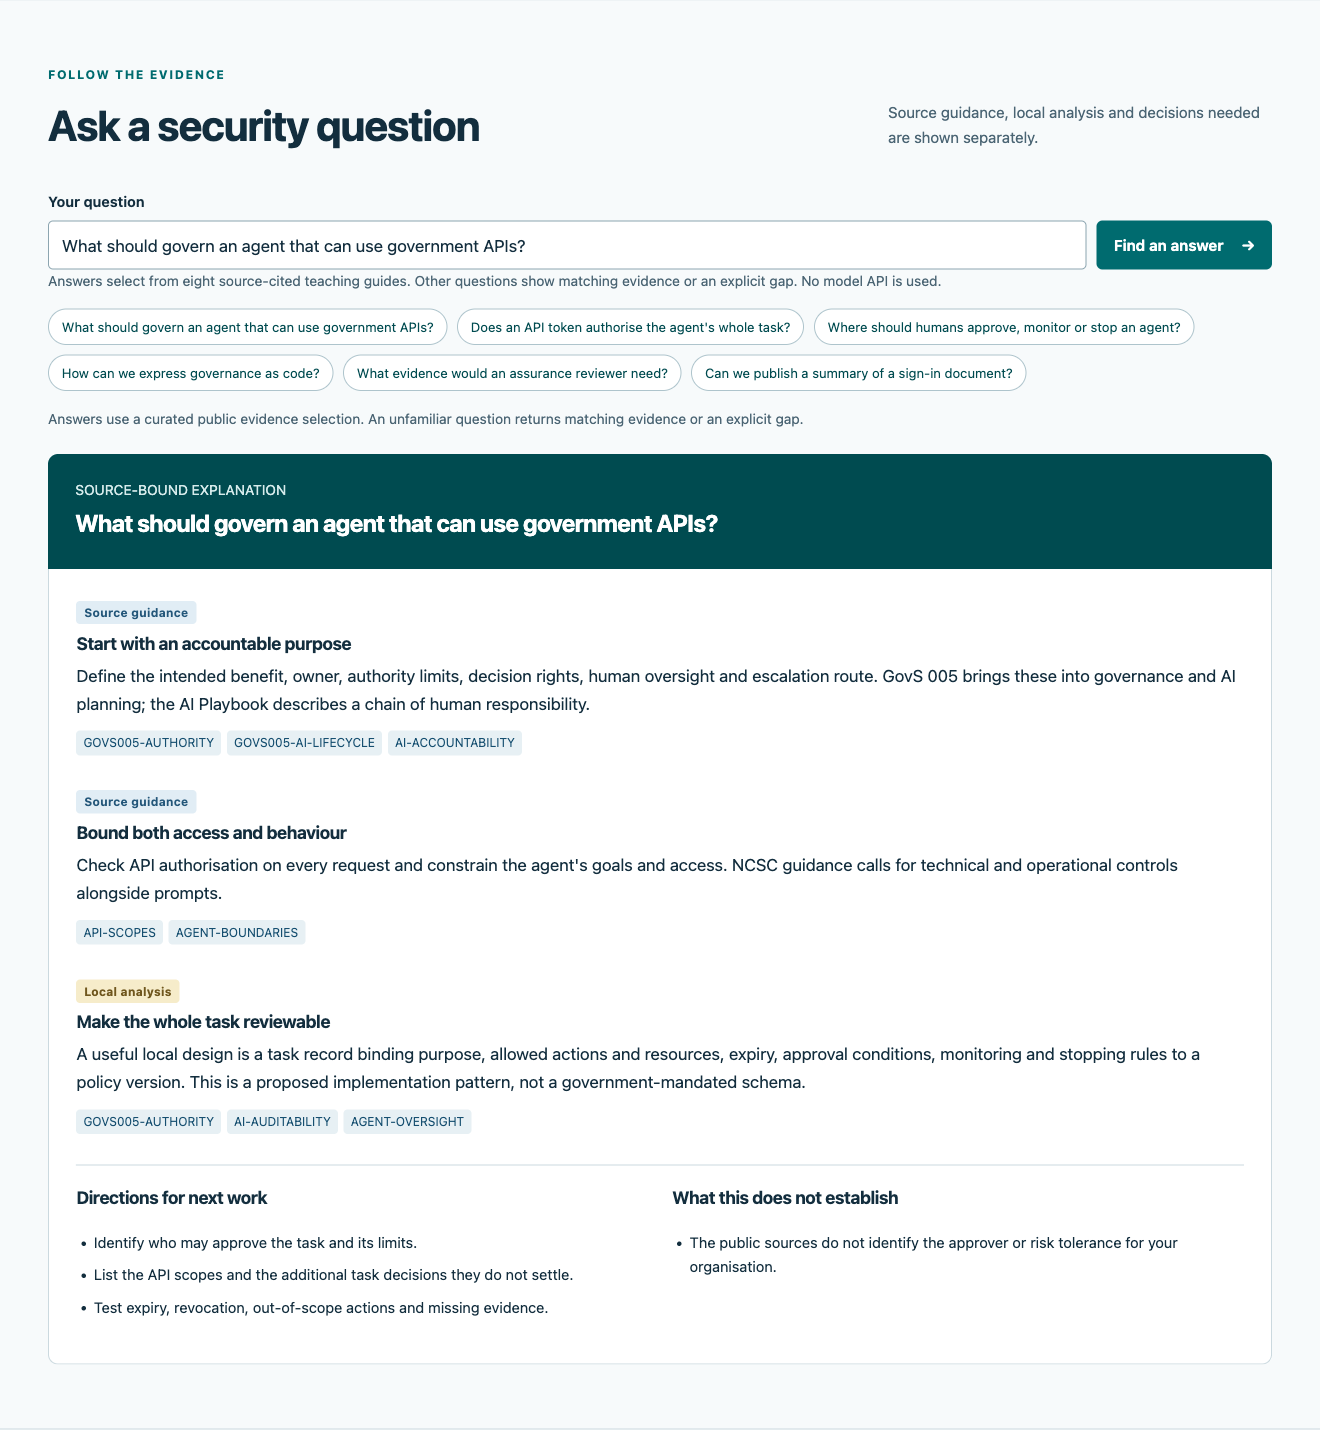 FOLLOW THE EVIDENCE
Ask a security question
Source guidance, local analysis and decisions needed
are shown separately.
Your question
What should govern an agent that can use government APIs?
Find an answer →
Answers select from eight source-cited teaching guides. Other questions show matching evidence or an explicit gap. No model API is used.
What should govern an agent that can use government APIs?
Does an API token authorise the agent's whole task?
Where should humans approve, monitor or stop an agent?
How can we express governance as code?
What evidence would an assurance reviewer need?
Can we publish a summary of a sign-in document?
Answers use a curated public evidence selection. An unfamiliar question returns matching evidence or an explicit gap.
SOURCE-BOUND EXPLANATION
What should govern an agent that can use government APIs?
Source guidance
Start with an accountable purpose
Define the intended benefit, owner, authority limits, decision rights, human oversight and escalation route. GovS 005 brings these into governance and AI
planning; the AI Playbook describes a chain of human responsibility.
GOVS005-AUTHORITY GOVS005-AI-LIFECYCLE AI-ACCOUNTABILITY
Source guidance
Bound both access and behaviour
Check API authorisation on every request and constrain the agent's goals and access. NCSC guidance calls for technical and operational controls
alongside prompts.
API-SCOPES AGENT-BOUNDARIES
Local analysis
Make the whole task reviewable
A useful local design is a task record binding purpose, allowed actions and resources, expiry, approval conditions, monitoring and stopping rules to a
policy version. This is a proposed implementation pattern, not a government-mandated schema.
GOVS005-AUTHORITY AI-AUDITABILITY AGENT-OVERSIGHT
Directions for next work
• Identify who may approve the task and its limits.
• List the API scopes and the additional task decisions they do not settle.
• Test expiry, revocation, out-of-scope actions and missing evidence.
What this does not establish
• The public sources do not identify the approver or risk tolerance for your
organisation.